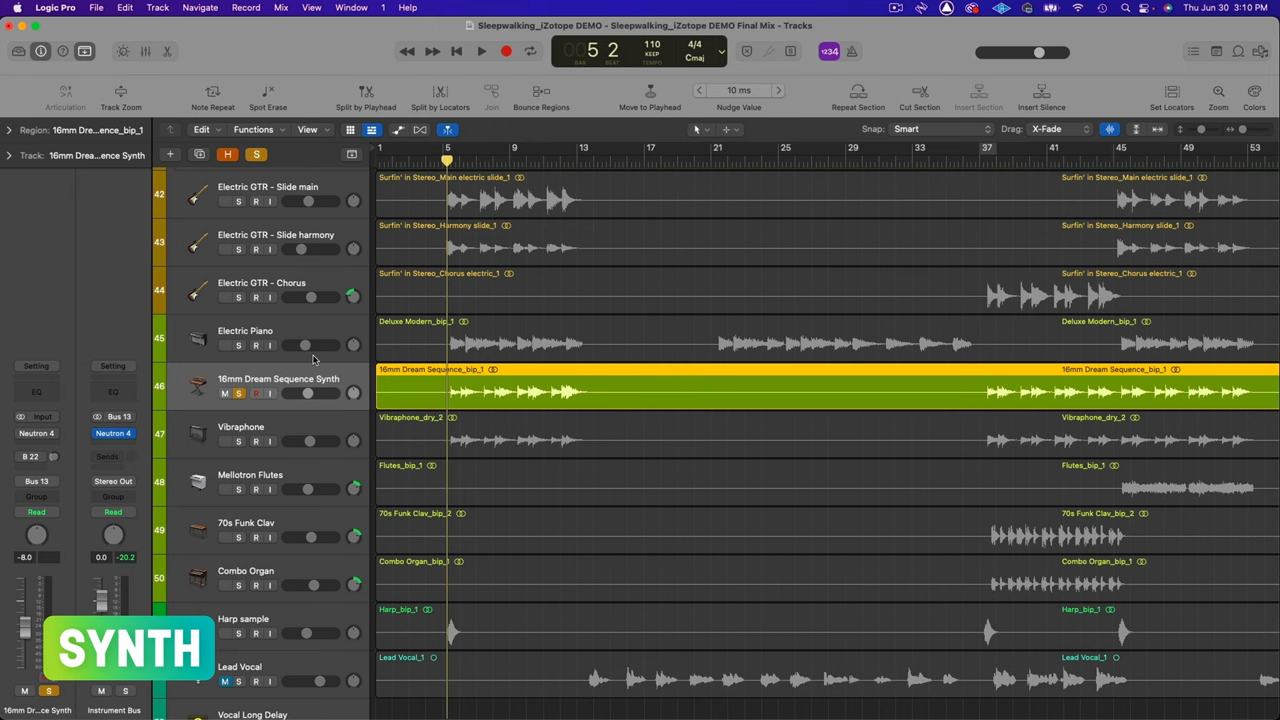 Logic Pro File Edit Track Navigate Record Mix View Window 1 Help Thu Jun 30 3:10 PM
Sleepwalking_iZotope DEMO - Sleepwalking_iZotope DEMO Final Mix - Tracks
005 2 110 4/4
KEEP Cmaj
BAR BEAT TEMPO
1234
Articulation Track Zoom Note Repeat Spot Erase Split by Playhead Split by Locators Join Bounce Regions Move to Playhead 10 ms Nudge Value Repeat Section Cut Section Insert Section Insert Silence Set Locators Zoom Colors
Region: 16mm Dre...ence_bip_1 Edit Functions View Snap: Smart Drag: X-Fade
Track: 16mm Drea...ence Synth H S 1 5 9 13 17 21 25 29 33 37 41 45 49 53
42 Electric GTR - Slide main S R I Surfin' in Stereo_Main electric slide_1 Surfin' in Stereo_Main electric slide_1
43 Electric GTR - Slide harmony S R I Surfin' in Stereo_Harmony slide_1 Surfin' in Stereo_Harmony slide_1
44 Electric GTR - Chorus S R I Surfin' in Stereo_Chorus electric_1 Surfin' in Stereo_Chorus electric_1
45 Electric Piano S R I Deluxe Modern_bip_1 Deluxe Modern_bip_1
46 16mm Dream Sequence Synth M S R I 16mm Dream Sequence_bip_1 16mm Dream Sequence_bip_1
47 Vibraphone S R I Vibraphone_dry_2 Vibraphone_dry_2
48 Mellotron Flutes S R I Flutes_bip_1 Flutes_bip_1
49 70s Funk Clav S R I 70s Funk Clav_bip_2 70s Funk Clav_bip_2
50 Combo Organ S R I Combo Organ_bip_1 Combo Organ_bip_1
Harp sample S R I Harp_bip_1 Harp_bip_1
Lead Vocal M S R I Lead Vocal_1 Lead Vocal_1
Vocal Long Delay
Setting Setting
EQ EQ
Input Bus 13
Neutron 4 Neutron 4
B 22 Sends
Bus 13 Stereo Out
Group Group
Read Read
-8.0 0.0 -20.2
SYNTH
M S M S
16mm Dr...ce Synth Instrument Bus